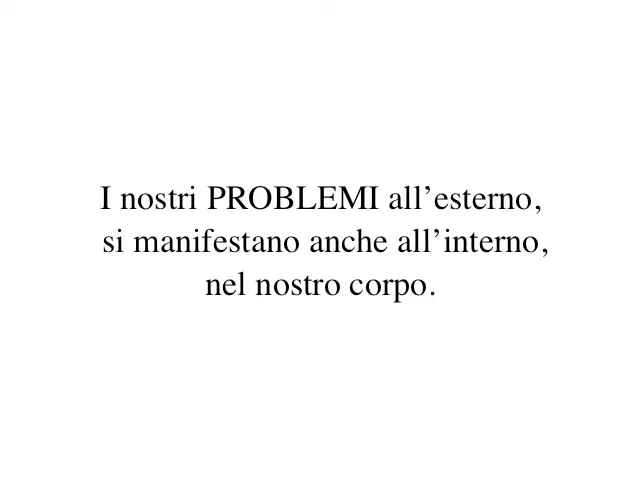 I nostri PROBLEMI all’esterno,
si manifestano anche all’interno,
nel nostro corpo.